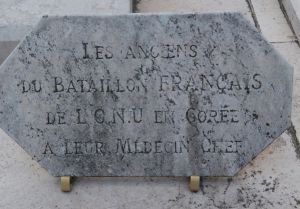 LES ANCIENS
DU BATAILLON FRANÇAIS
DE L'O.N.U EN CORÉE
A LEUR MÉDECIN CHEF